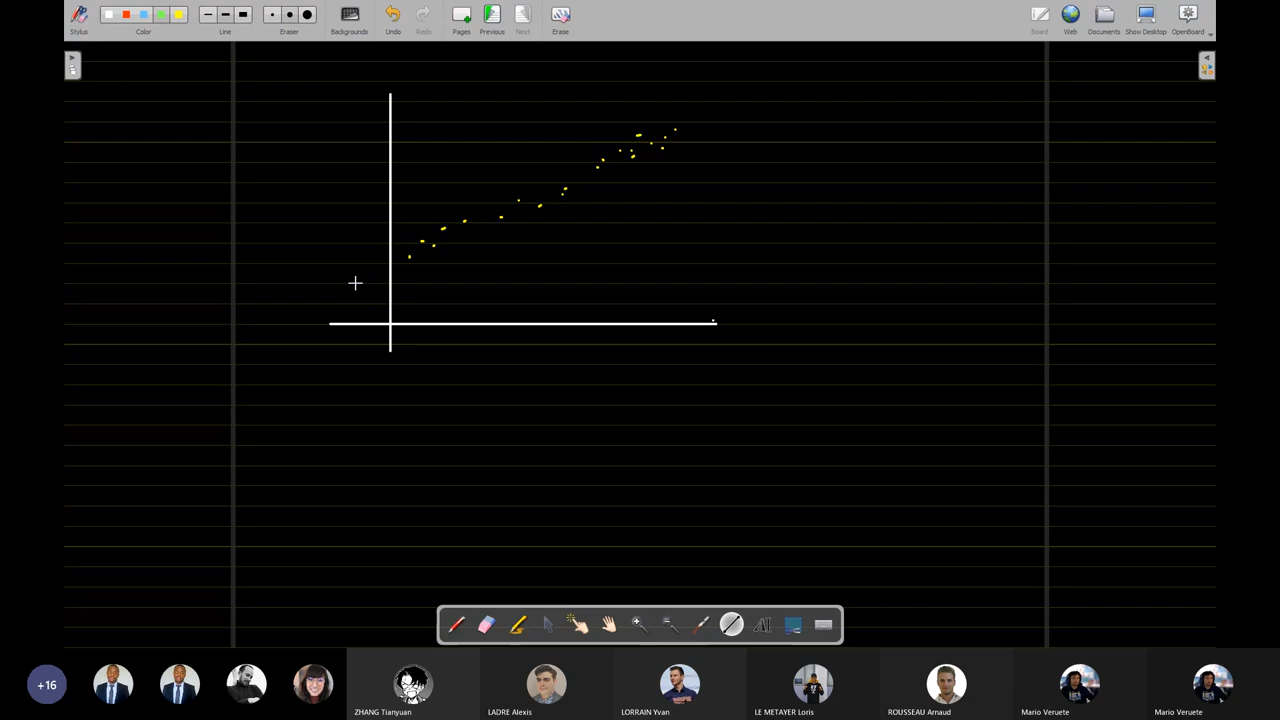 Stylus
Color
Line
Eraser
Backgrounds
Undo
Redo
Pages
Previous
Next
Erase
Board
Web
Documents
Show Desktop
OpenBoard
AI
+16
ZHANG Tianyuan
LADRE Alexis
LORRAIN Yvan
LE METAYER Loris
ROUSSEAU Arnaud
Mario Veruete
Mario Veruete